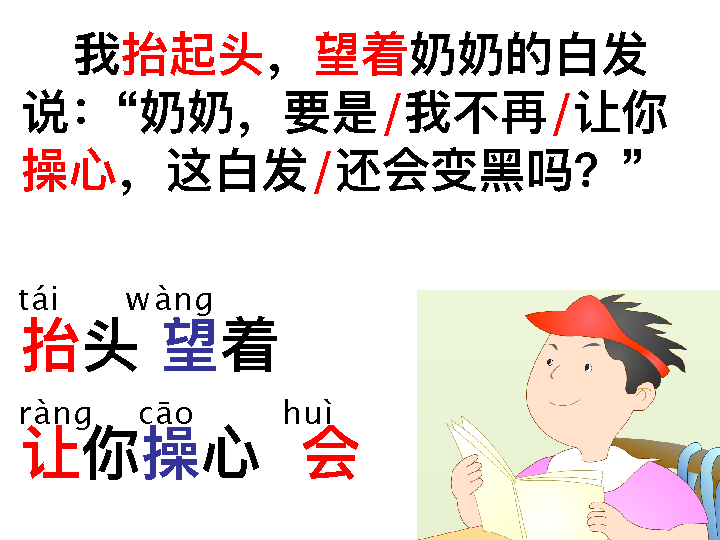 我抬起头，望着奶奶的白发
说：“奶奶，要是/我不再/让你
操心，这白发/还会变黑吗？”
tái wàng
抬头 望着
ràng cāo huì
让你操心 会